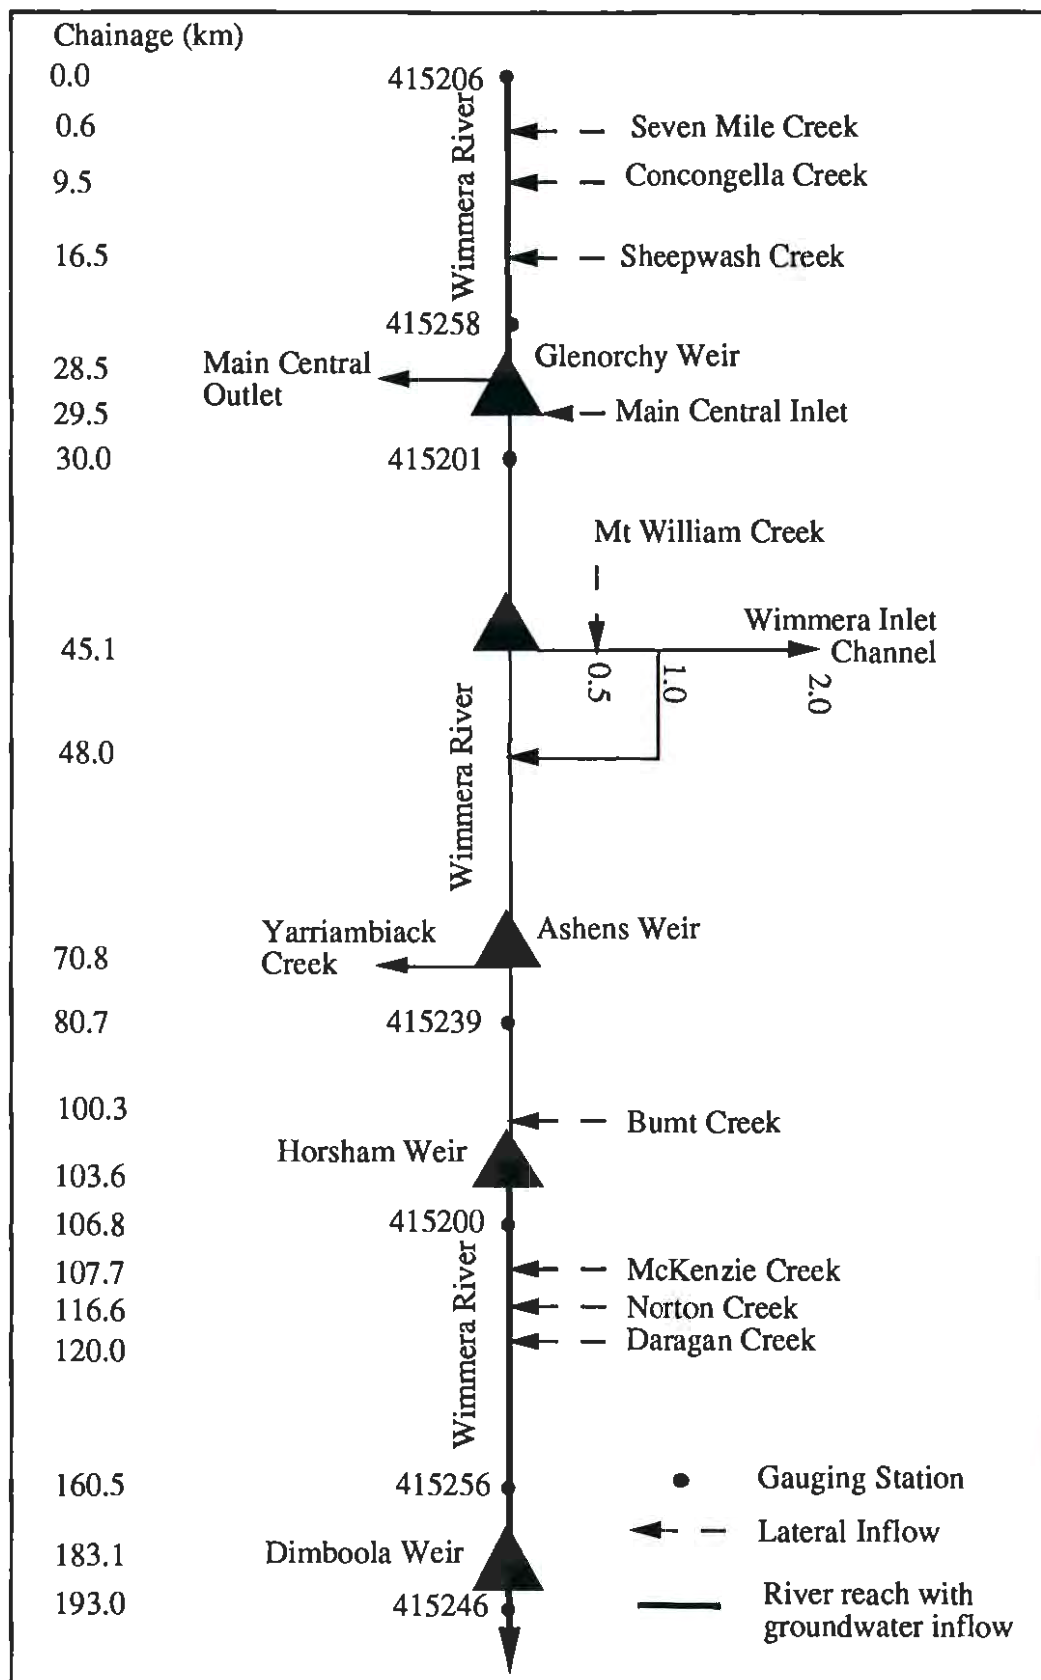 Chainage (km)
0.0
415206
0.6
Seven Mile Creek
Wimmera River
9.5
Concongella Creek
16.5
Sheepwash Creek
415258
Glenorchy Weir
28.5
Main Central
Outlet
29.5
Main Central Inlet
30.0
415201
Mt William Creek
Wimmera Inlet
Channel
45.1
0.5
1.0
2.0
48.0
Wimmera River
Yarriambiack
Creek
Ashens Weir
70.8
80.7
415239
100.3
Bumt Creek
Horsham Weir
103.6
106.8
415200
Wimmera River
107.7
McKenzie Creek
116.6
Norton Creek
120.0
Daragan Creek
160.5
415256
Gauging Station
Lateral Inflow
183.1
Dimboola Weir
193.0
415246
River reach with
groundwater inflow